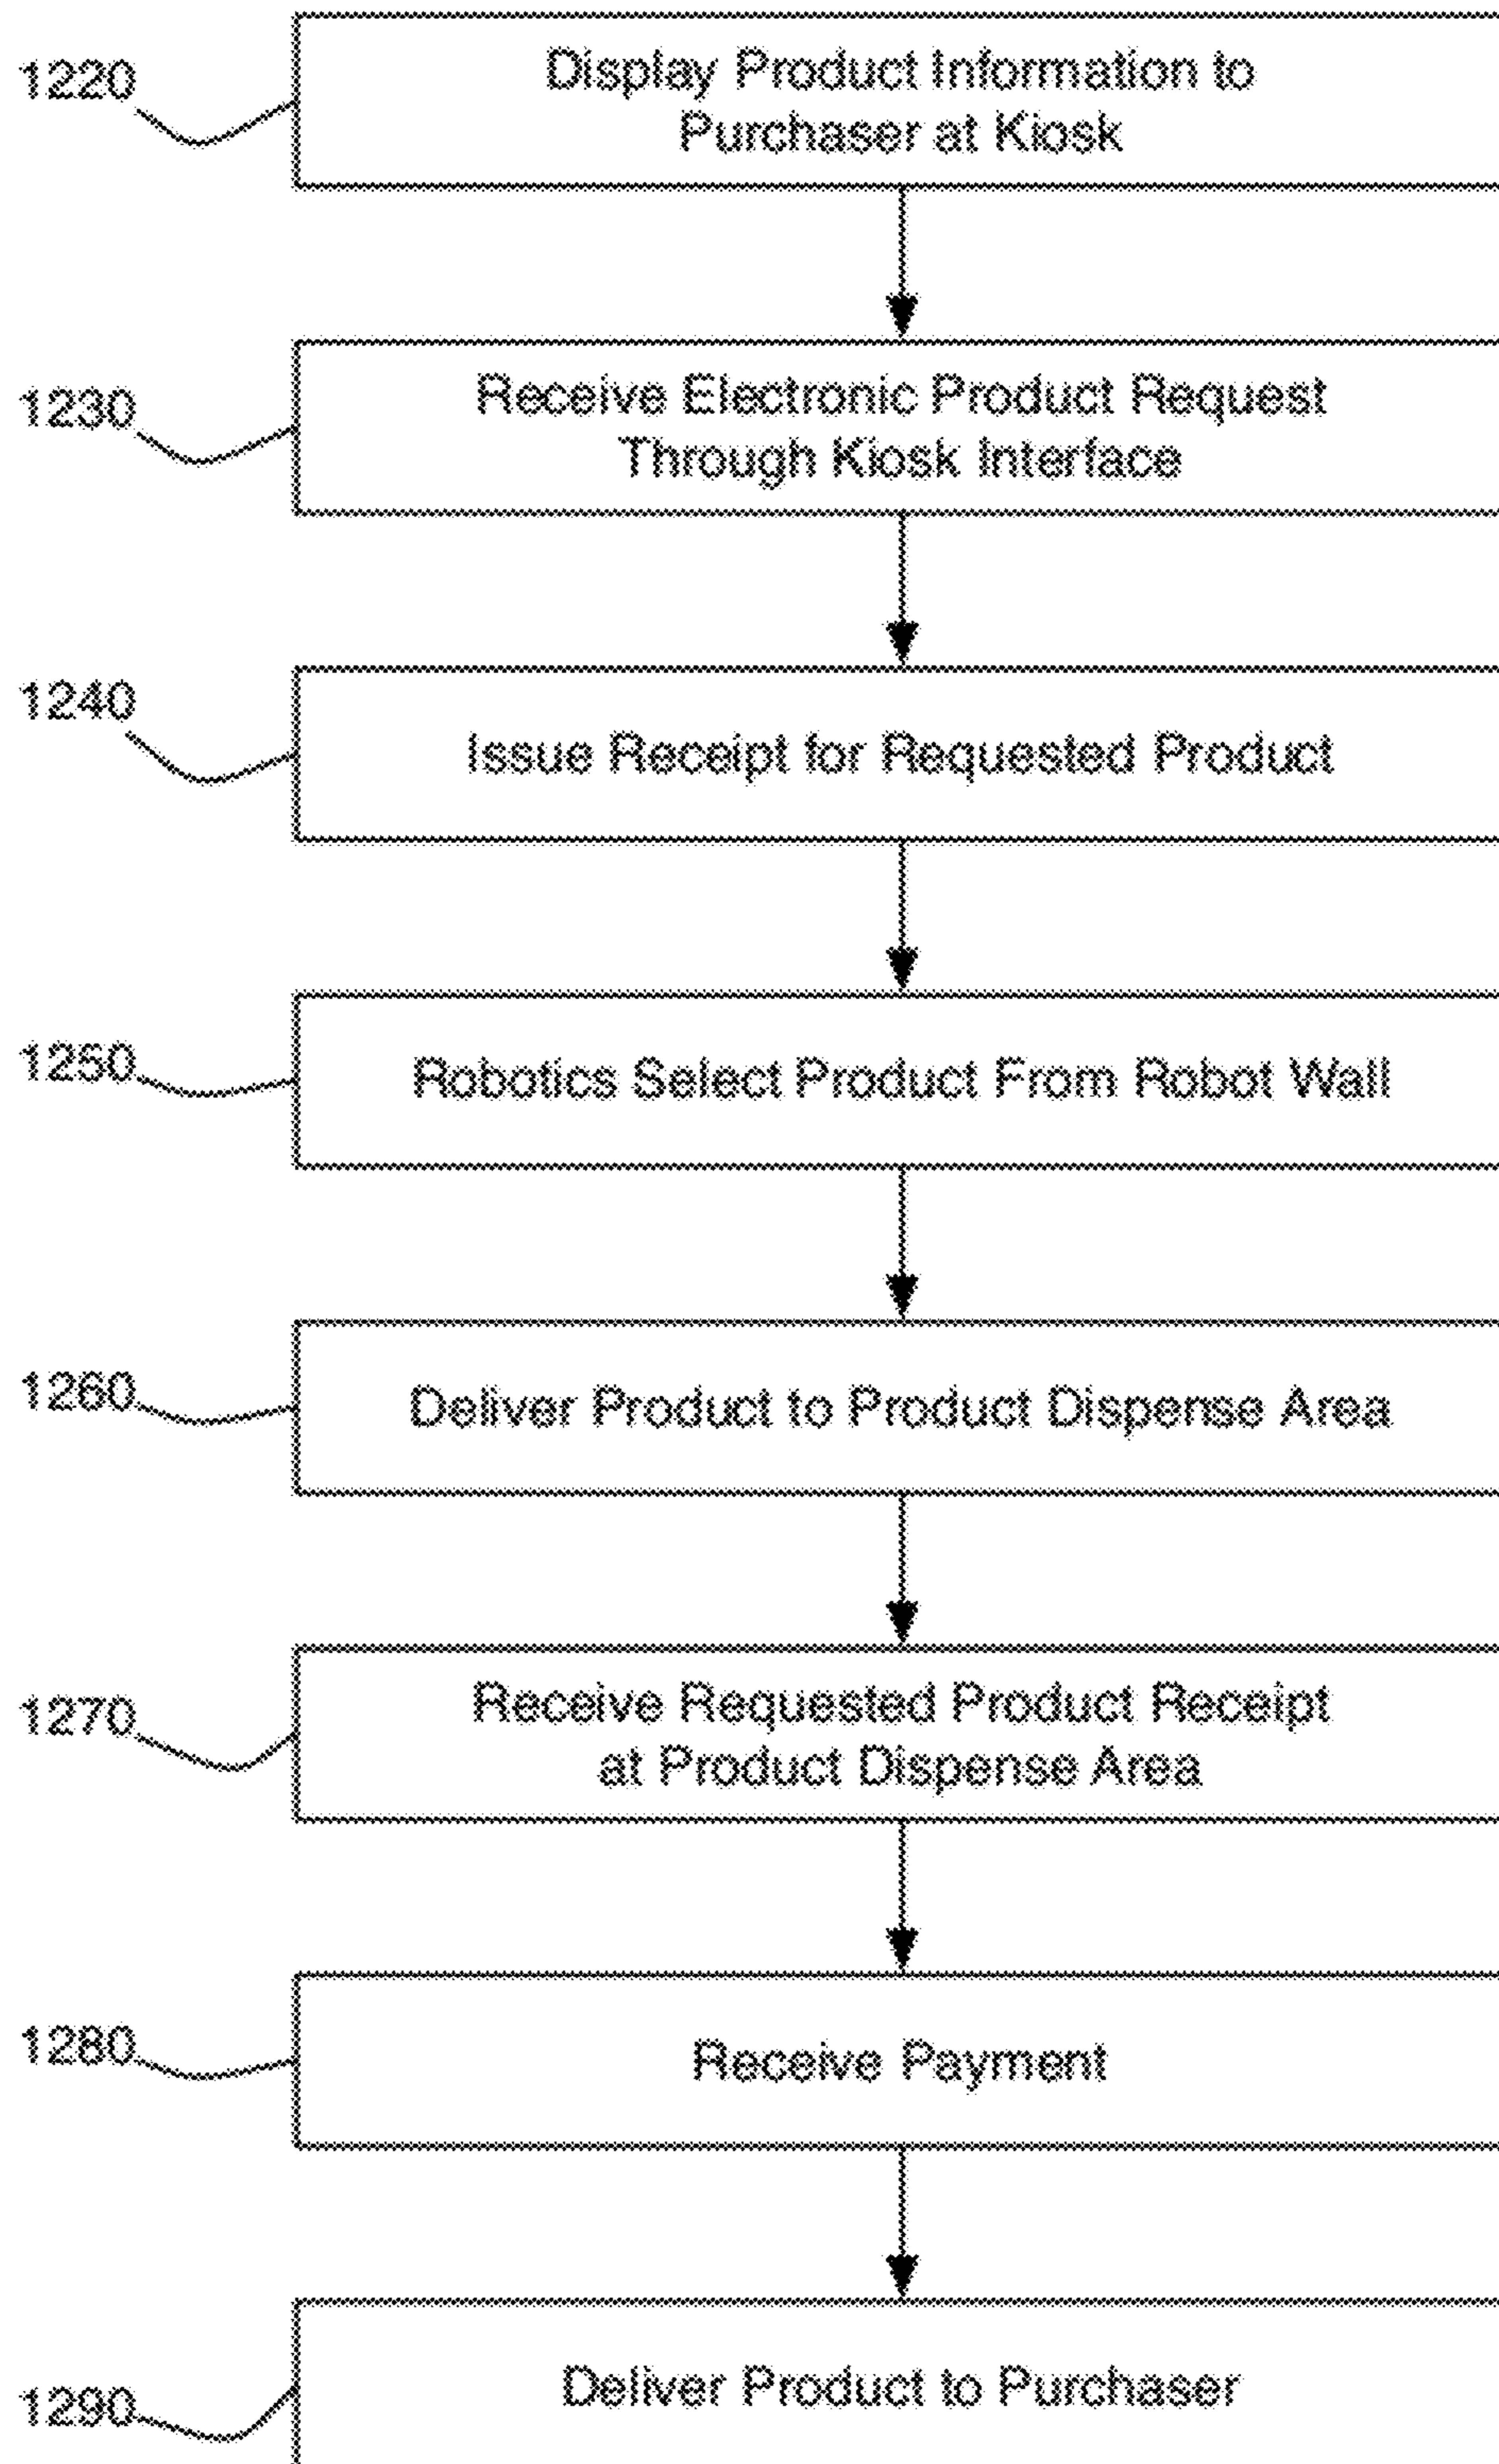 1220
Display Product Information to
Purchaser at Kiosk
1230
Receive Electronic Product Request
Through Kiosk Interface
1240
Issue Receipt for Requested Product
1250
Robotics Select Product From Robot Wall
1260
Deliver Product to Product Dispense Area
1270
Receive Requested Product Receipt
at Product Dispense Area
1280
Receive Payment
1290
Deliver Product to Purchaser